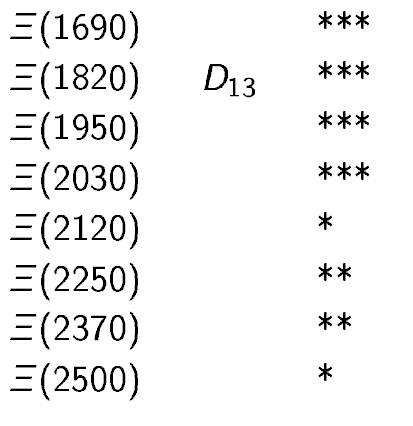 Ξ(1690) ***
Ξ(1820) D₁₃ ***
Ξ(1950) ***
Ξ(2030) ***
Ξ(2120) *
Ξ(2250) **
Ξ(2370) **
Ξ(2500) *